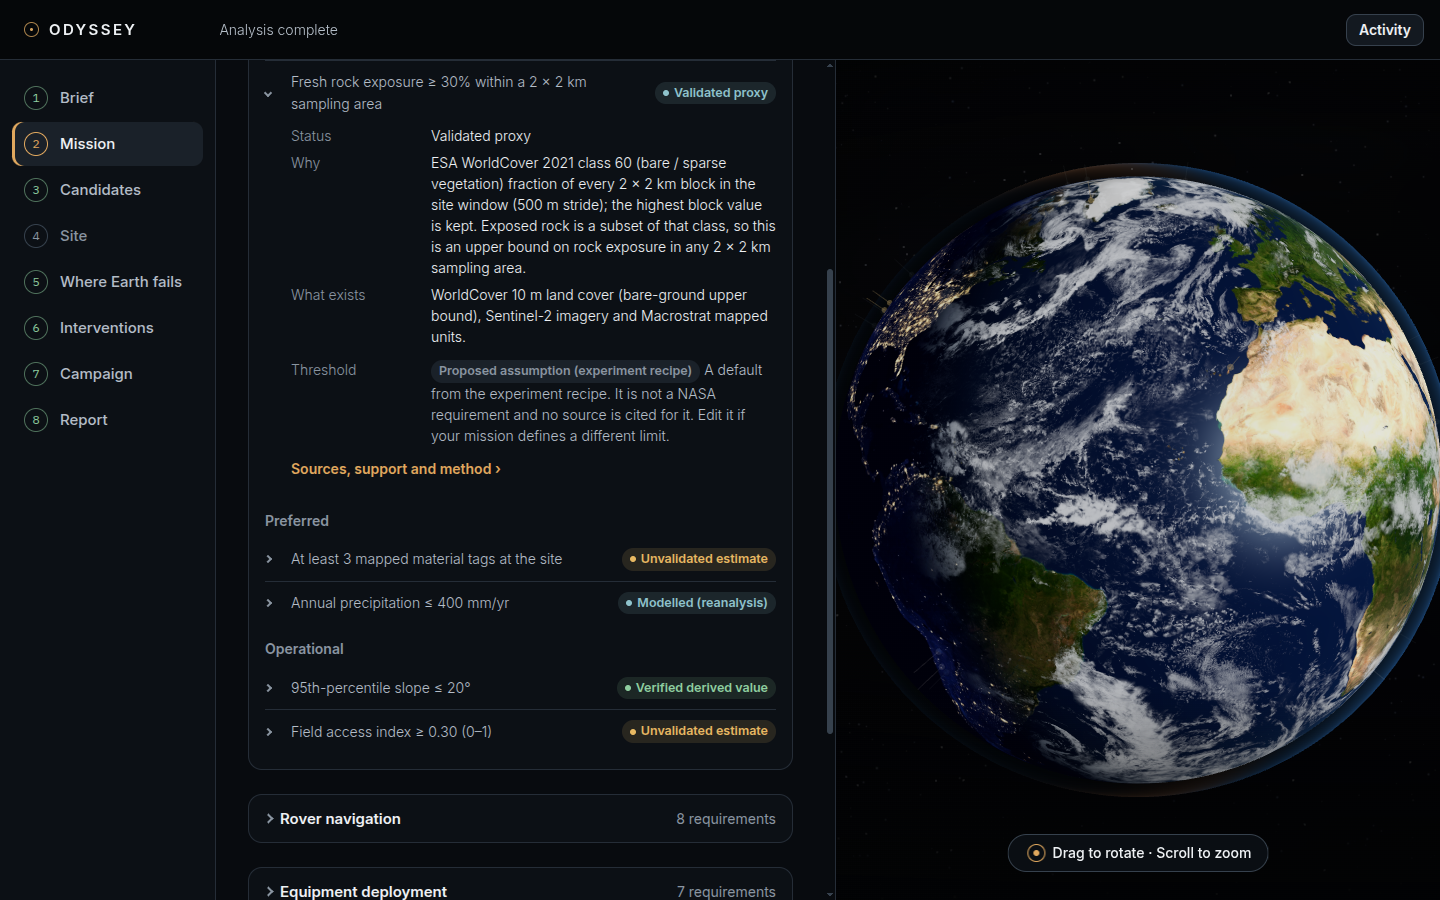 ODYSSEY
Analysis complete
Activity
1 Brief
2 Mission
3 Candidates
4 Site
5 Where Earth fails
6 Interventions
7 Campaign
8 Report
Fresh rock exposure ≥ 30% within a 2 × 2 km
sampling area
Validated proxy
Status
Validated proxy
Why
ESA WorldCover 2021 class 60 (bare / sparse
vegetation) fraction of every 2 × 2 km block in the
site window (500 m stride); the highest block value
is kept. Exposed rock is a subset of that class, so this
is an upper bound on rock exposure in any 2 × 2 km
sampling area.
What exists
WorldCover 10 m land cover (bare-ground upper
bound), Sentinel-2 imagery and Macrostrat mapped
units.
Threshold
Proposed assumption (experiment recipe) A default
from the experiment recipe. It is not a NASA
requirement and no source is cited for it. Edit it if
your mission defines a different limit.
Sources, support and method ›
Preferred
At least 3 mapped material tags at the site
Unvalidated estimate
Annual precipitation ≤ 400 mm/yr
Modelled (reanalysis)
Operational
95th-percentile slope ≤ 20°
Verified derived value
Field access index ≥ 0.30 (0–1)
Unvalidated estimate
Rover navigation
8 requirements
Equipment deployment
7 requirements
Drag to rotate · Scroll to zoom